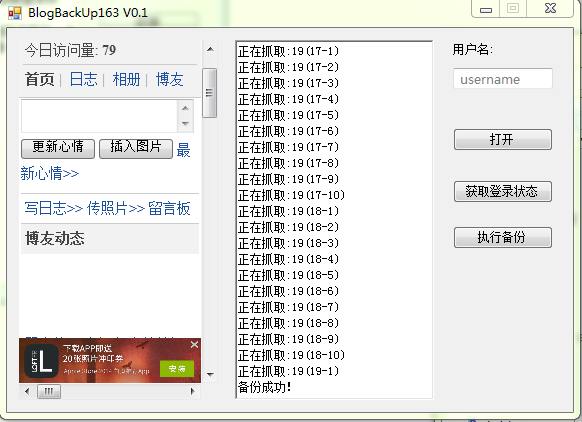 BlogBackUp163 V0.1
今日访问量: 79
首页 | 日志 | 相册 | 博友
更新心情 插入图片 最
新心情>>
写日志>> 传照片>> 留言板
博友动态
下载APP即送
20张照片冲印券
安装
正在抓取:19(17-1)
正在抓取:19(17-2)
正在抓取:19(17-3)
正在抓取:19(17-4)
正在抓取:19(17-5)
正在抓取:19(17-6)
正在抓取:19(17-7)
正在抓取:19(17-8)
正在抓取:19(17-9)
正在抓取:19(17-10)
正在抓取:19(18-1)
正在抓取:19(18-2)
正在抓取:19(18-3)
正在抓取:19(18-4)
正在抓取:19(18-5)
正在抓取:19(18-6)
正在抓取:19(18-7)
正在抓取:19(18-8)
正在抓取:19(18-9)
正在抓取:19(18-10)
正在抓取:19(19-1)
备份成功!
用户名:
username
打开
获取登录状态
执行备份